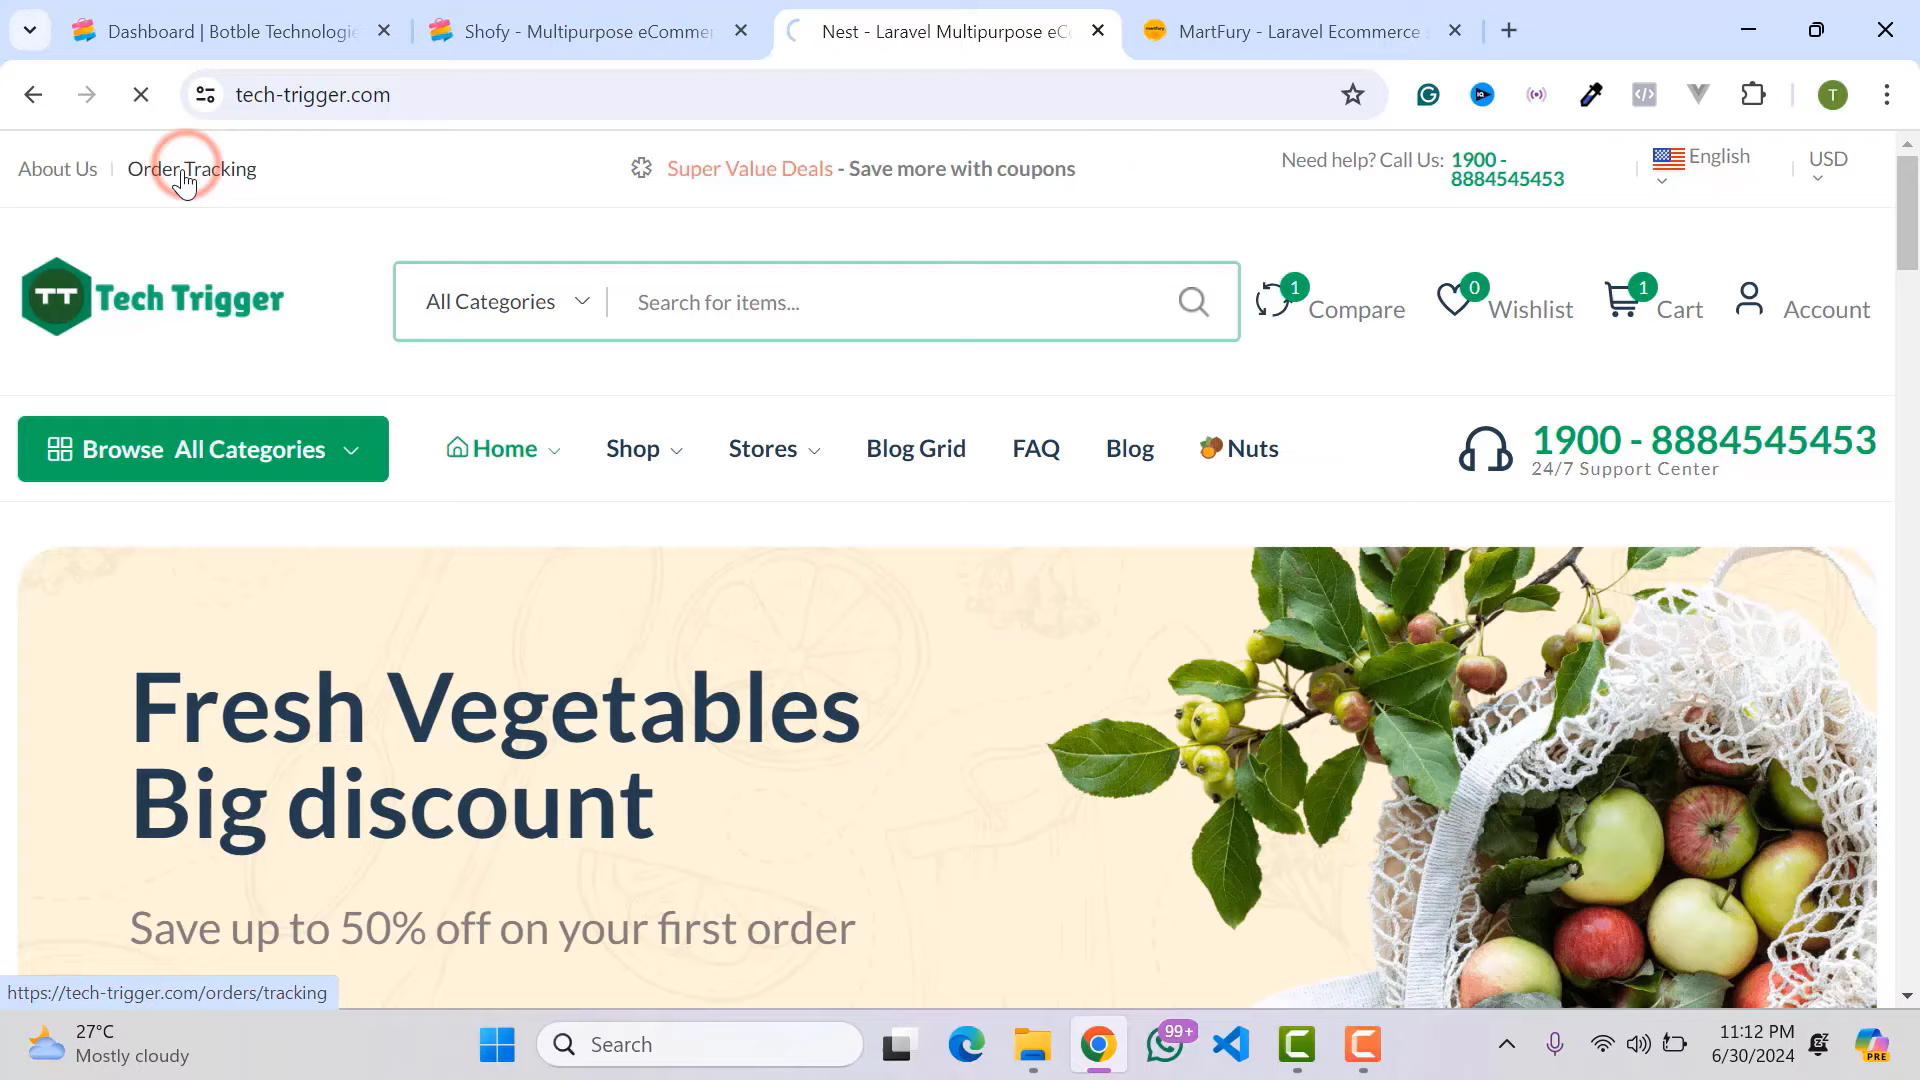 Dashboard | Botble Technologie
Shofy - Multipurpose eCommer
Nest - Laravel Multipurpose eCo
MartFury - Laravel Ecommerce
tech-trigger.com
T
About Us
Order Tracking
Super Value Deals - Save more with coupons
Need help? Call Us: 1900 -
8884545453
English
USD
TT Tech Trigger
All Categories
Search for items...
1
Compare
0
Wishlist
1
Cart
Account
Browse All Categories
Home
Shop
Stores
Blog Grid
FAQ
Blog
Nuts
1900 - 8884545453
24/7 Support Center
Fresh Vegetables
Big discount
Save up to 50% off on your first order
https://tech-trigger.com/orders/tracking
27°C
Mostly cloudy
Search
99+
11:12 PM
6/30/2024
PRE